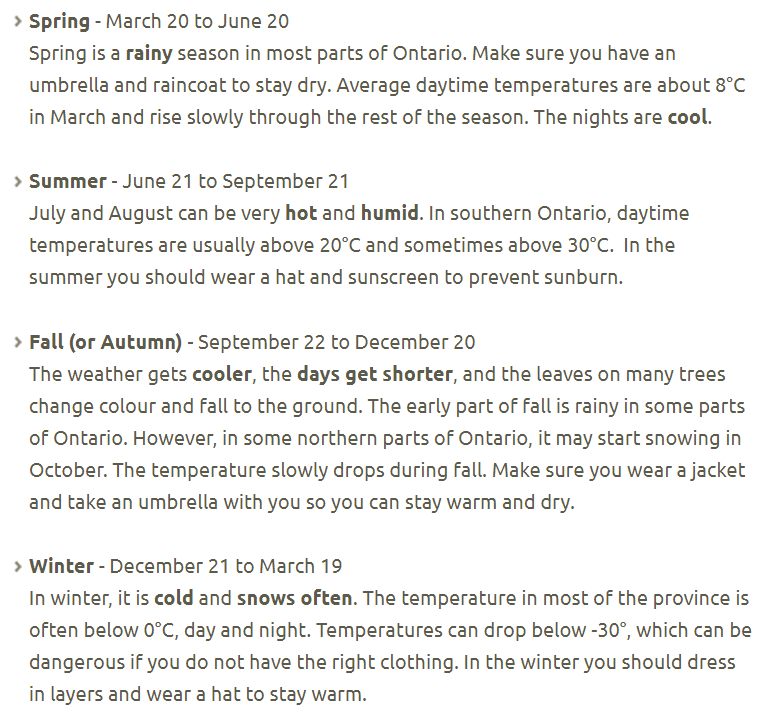 Spring - March 20 to June 20
Spring is a rainy season in most parts of Ontario. Make sure you have an
umbrella and raincoat to stay dry. Average daytime temperatures are about 8°C
in March and rise slowly through the rest of the season. The nights are cool.
Summer - June 21 to September 21
July and August can be very hot and humid. In southern Ontario, daytime
temperatures are usually above 20°C and sometimes above 30°C.  In the
summer you should wear a hat and sunscreen to prevent sunburn.
Fall (or Autumn) - September 22 to December 20
The weather gets cooler, the days get shorter, and the leaves on many trees
change colour and fall to the ground. The early part of fall is rainy in some parts
of Ontario. However, in some northern parts of Ontario, it may start snowing in
October. The temperature slowly drops during fall. Make sure you wear a jacket
and take an umbrella with you so you can stay warm and dry.
Winter - December 21 to March 19
In winter, it is cold and snows often. The temperature in most of the province is
often below 0°C, day and night. Temperatures can drop below -30°, which can be
dangerous if you do not have the right clothing. In the winter you should dress
in layers and wear a hat to stay warm.